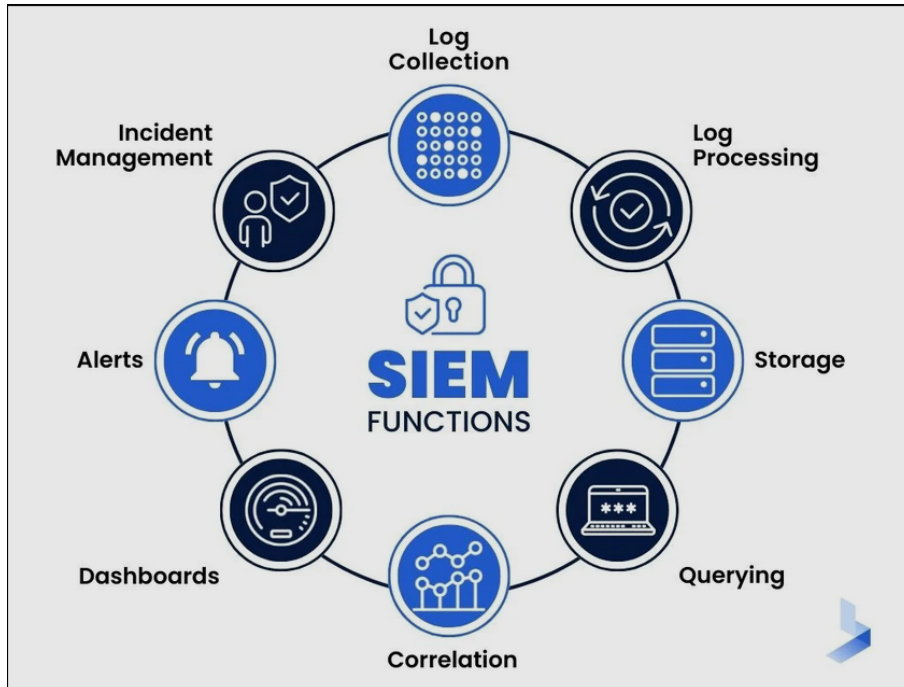 Log
Collection
Incident
Management
Log
Processing
SIEM
FUNCTIONS
Alerts
Storage
***
Dashboards
Querying
Correlation